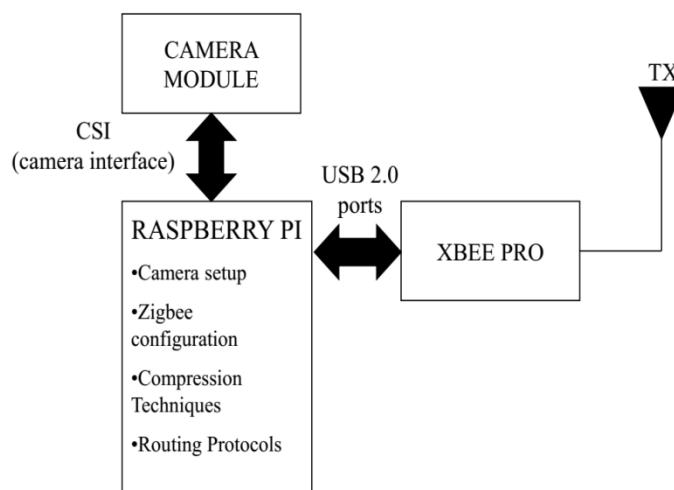 CAMERA
MODULE
TX
CSI
(camera interface)
USB 2.0
ports
RASPBERRY PI
•Camera setup
•Zigbee
configuration
•Compression
Techniques
•Routing Protocols
XBEE PRO